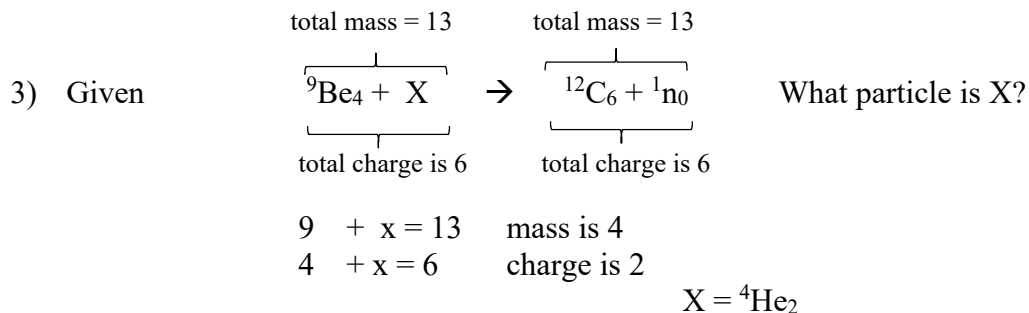 total mass = 13 total mass = 13
3) Given ⁹Be₄ + X → ¹²C₆ + ¹n₀ What particle is X?
total charge is 6 total charge is 6
9 + x = 13 mass is 4
4 + x = 6 charge is 2
X = ⁴He₂